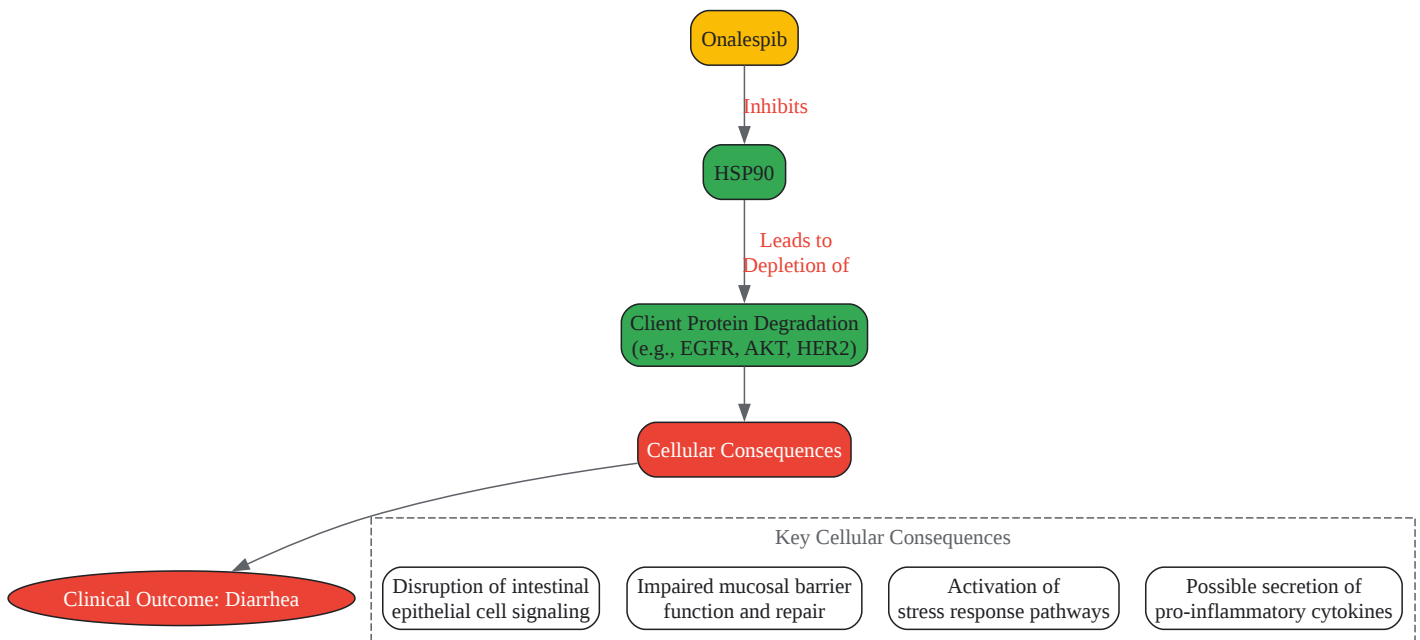 Onalespib
Inhibits
HSP90
Leads to
Depletion of
Client Protein Degradation
(e.g., EGFR, AKT, HER2)
Cellular Consequences
Key Cellular Consequences
Clinical Outcome: Diarrhea
Disruption of intestinal
epithelial cell signaling
Impaired mucosal barrier
function and repair
Activation of
stress response pathways
Possible secretion of
pro-inflammatory cytokines